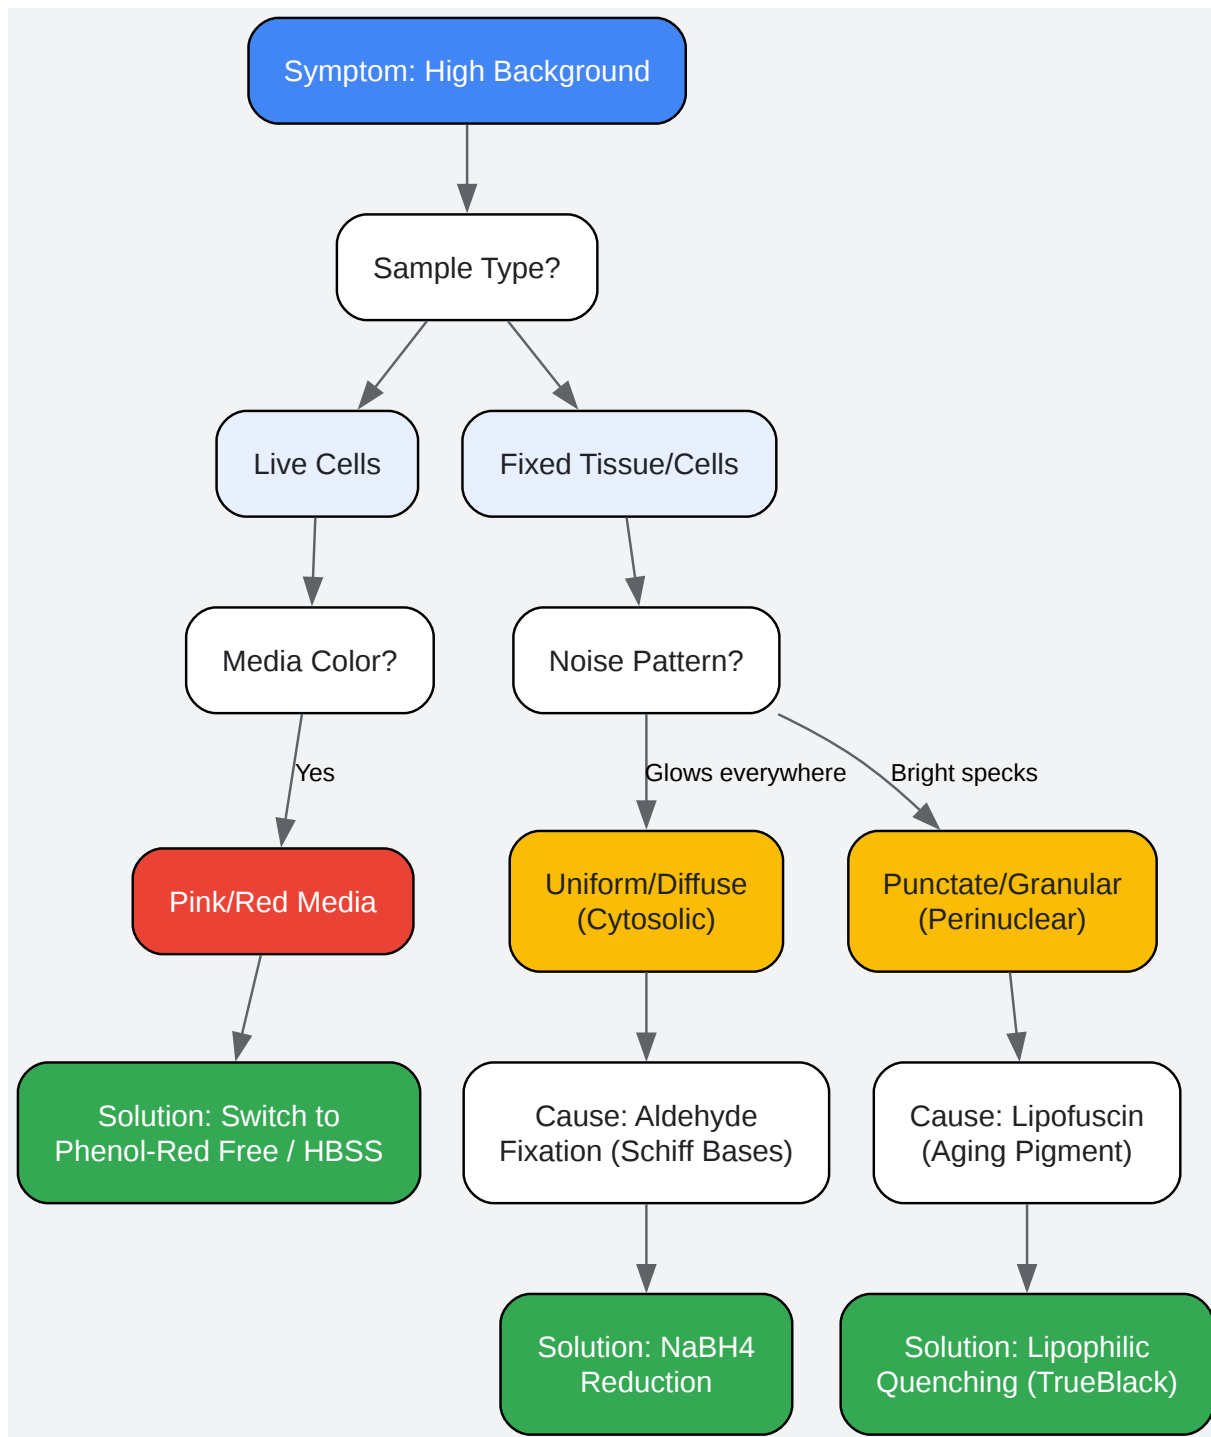 Symptom: High Background
Sample Type?
Live Cells
Fixed Tissue/Cells
Media Color?
Noise Pattern?
Yes
Glows everywhere
Bright specks
Pink/Red Media
Uniform/Diffuse
(Cytosolic)
Punctate/Granular
(Perinuclear)
Solution: Switch to
Phenol-Red Free / HBSS
Cause: Aldehyde
Fixation (Schiff Bases)
Cause: Lipofuscin
(Aging Pigment)
Solution: NaBH4
Reduction
Solution: Lipophilic
Quenching (TrueBlack)